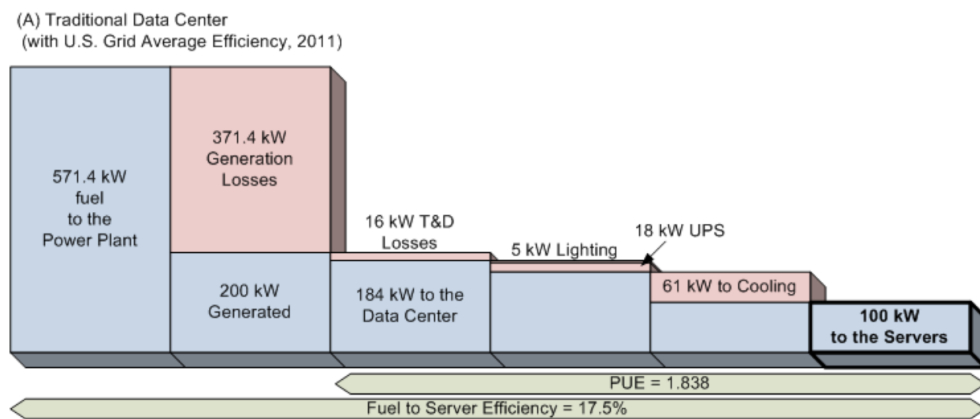 (A) Traditional Data Center
(with U.S. Grid Average Efficiency, 2011)
571.4 kW
fuel
to the
Power Plant
371.4 kW
Generation
Losses
200 kW
Generated
16 kW T&D
Losses
184 kW to the
Data Center
5 kW Lighting
18 kW UPS
61 kW to Cooling
100 kW
to the Servers
PUE = 1.838
Fuel to Server Efficiency = 17.5%